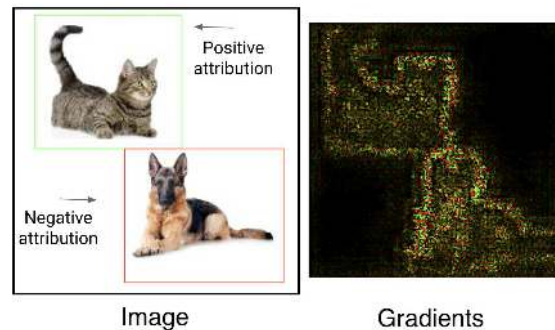 Positive
attribution
Negative
attribution
Image
Gradients